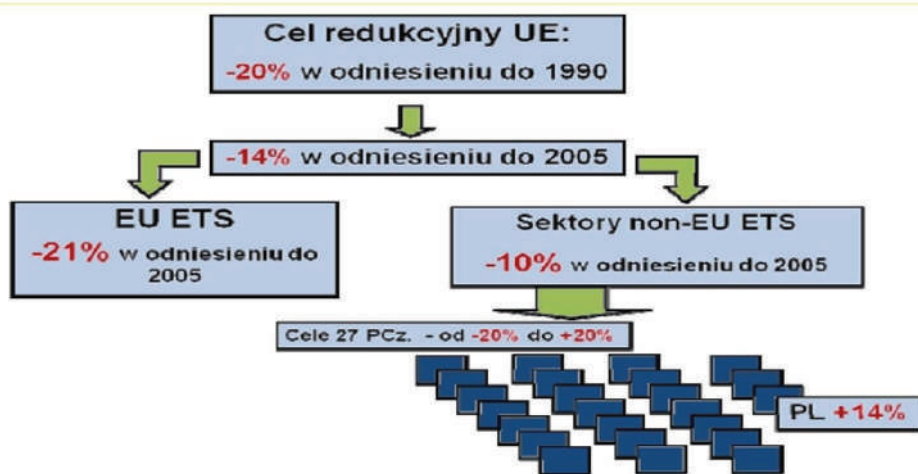 Cel redukcyjny UE:
-20% w odniesieniu do 1990
-14% w odniesieniu do 2005
EU ETS
-21% w odniesieniu do
2005
Sektory non-EU ETS
-10% w odniesieniu do 2005
Cele 27 PCz. - od -20% do +20%
PL +14%